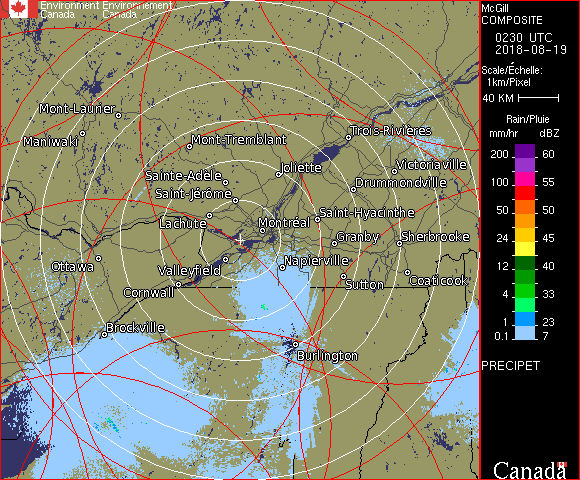 Environment Environnement
Canada Canada
Mont-Laurier
Maniwaki
Mont-Tremblant
Trois-Rivières
Sainte-Adèle
Joliette
Victoriaville
Saint-Jérôme
Drummondville
Lachute
Montréal
Saint-Hyacinthe
Granby
Sherbrooke
Ottawa
Valleyfield
Napierville
Cornwall
Sutton
Coaticook
Brockville
Burlington
McGill
COMPOSITE
0230 UTC
2018-08-19
Scale/Échelle:
1km/Pixel
40 KM
Rain/Pluie
mm/hr dBZ
200 60
155
100 55
50 50
24 45
12 40
4 33
1 23
0.1 7
PRECIPET
Canada